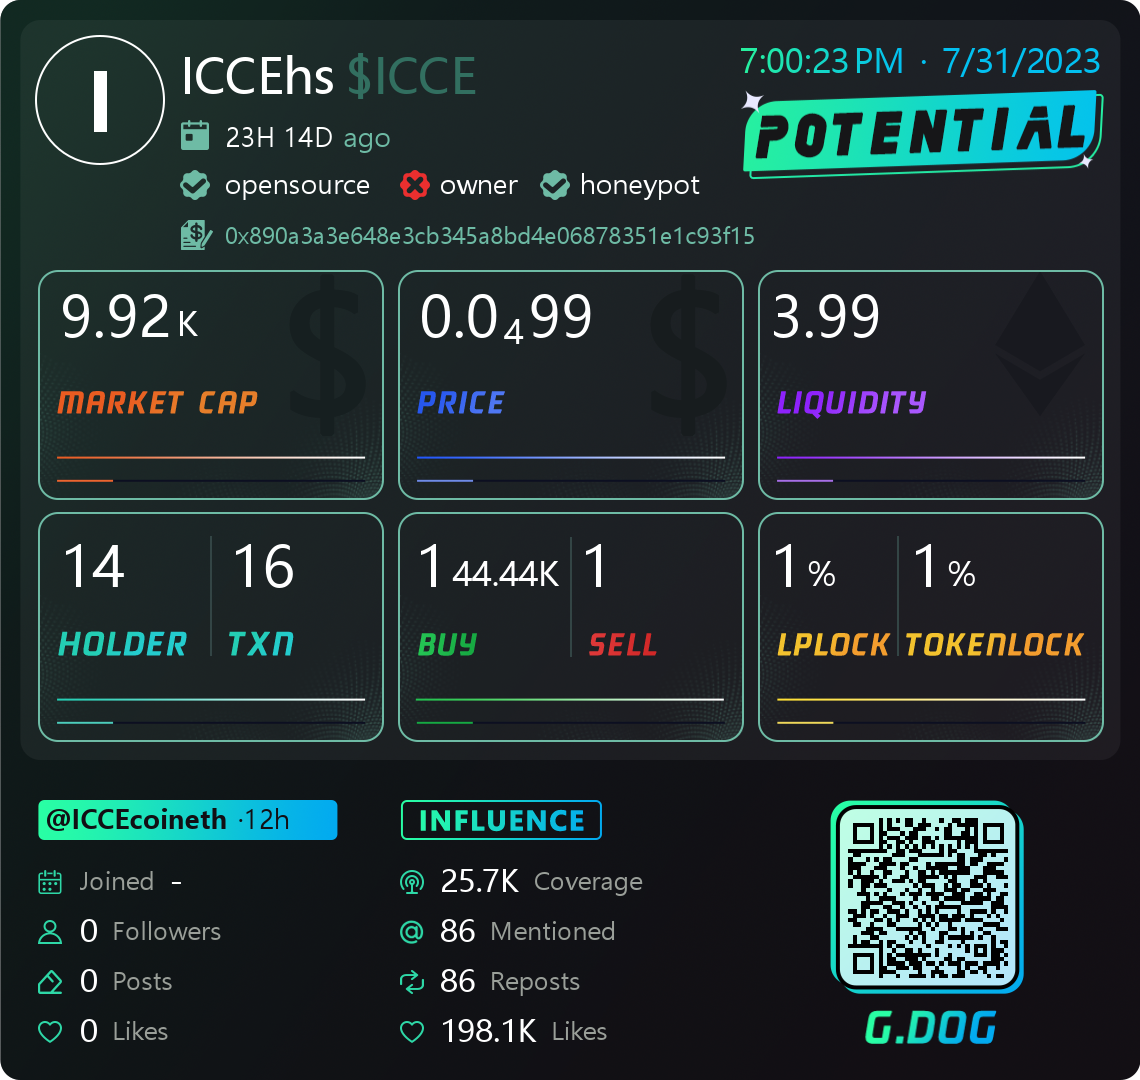 I
ICCEhs $ICCE
7:00:23 PM · 7/31/2023
POTENTIAL
23H 14D ago
opensource owner honeypot
0x890a3a3e648e3cb345a8bd4e06878351e1c93f15
9.92 K
MARKET CAP
0.0₄99
PRICE
3.99
LIQUIDITY
14 16
HOLDER TXN
1 44.44K 1
BUY SELL
1 % 1 %
LPLOCK TOKENLOCK
@ICCEcoineth ·12h
Joined -
0 Followers
0 Posts
0 Likes
INFLUENCE
25.7K Coverage
86 Mentioned
86 Reposts
198.1K Likes
G.DOG